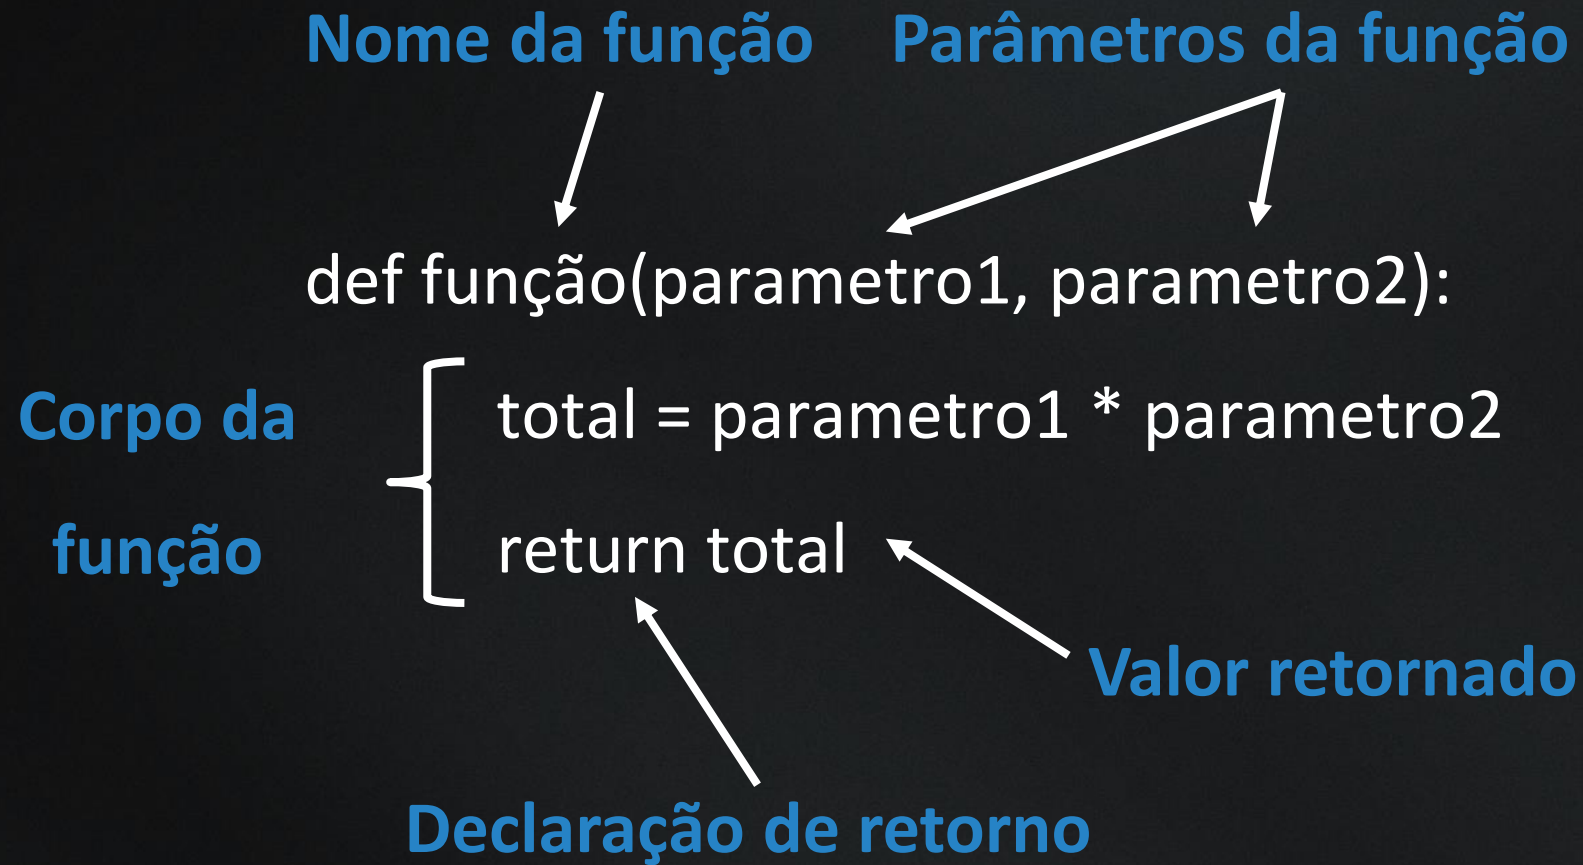 Nome da função
Parâmetros da função
def função(parametro1, parametro2):
Corpo da
função
total = parametro1 * parametro2
return total
Valor retornado
Declaração de retorno